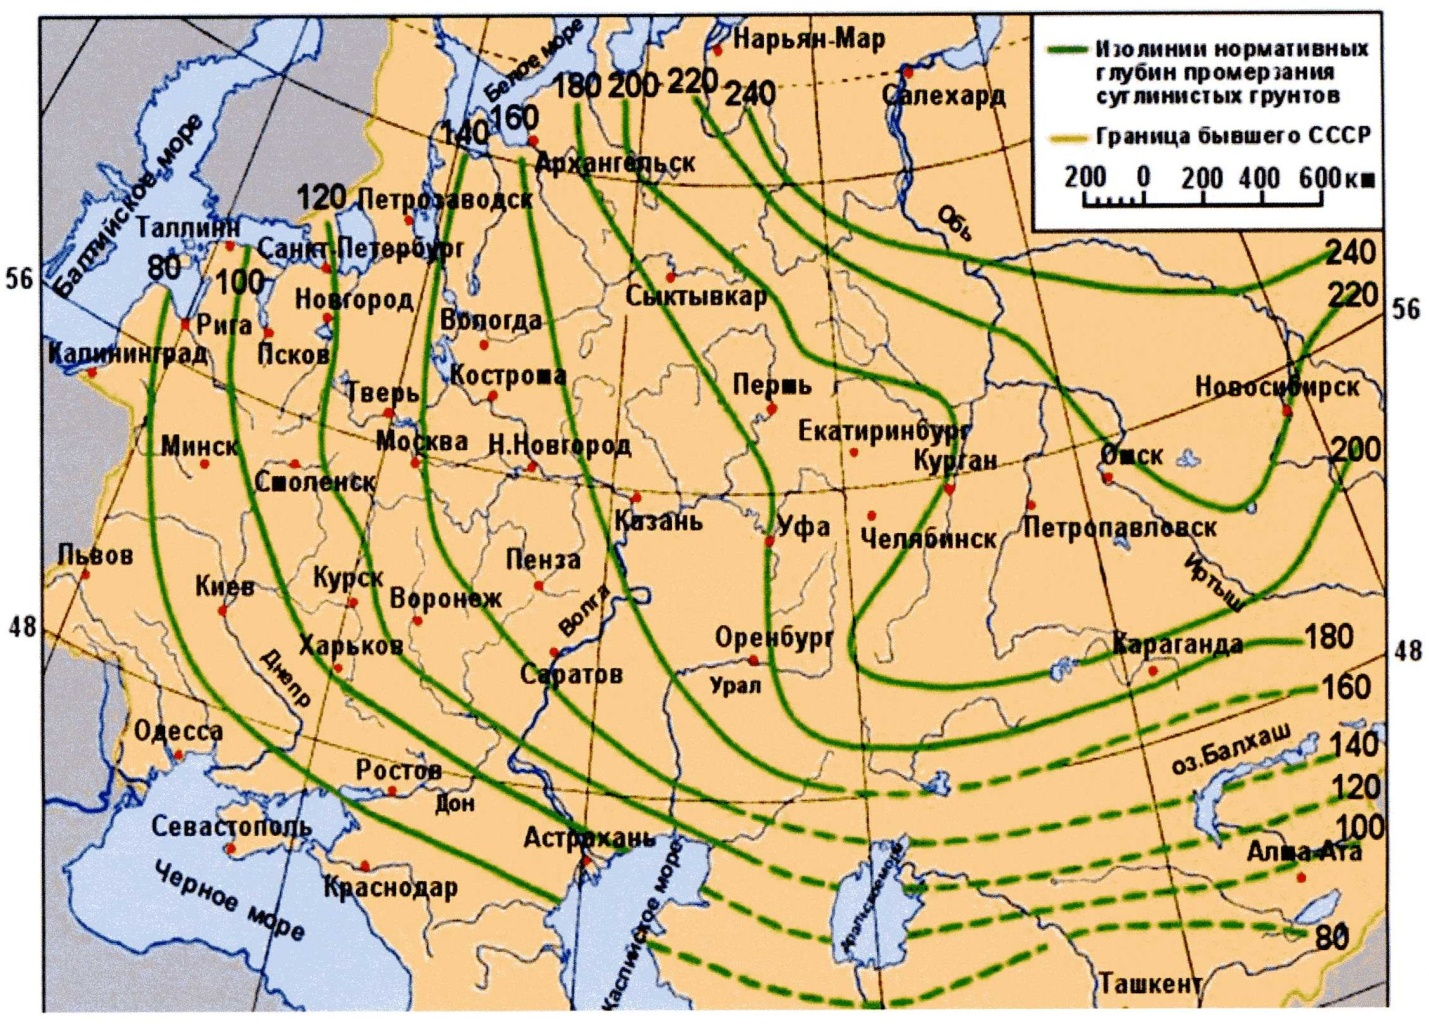 Изолинии нормативных
глубин промерзания
суглинистых грунтов
Граница бывшего СССР
200 0 200 400 600км
Нарьян-Мар
Белое море
180 200 220 240
Салехард
140 160
Архангельск
Балтийское море
120 Петрозаводск
Таллинн
Санкт-Петербург
Обь
240
56 80 100
220
56
Новгород
Сыктывкар
Рига
Вологда
Псков
Калининград
Кострома
Пермь
Новосибирск
Тверь
Минск
Москва
Н.Новгород
Екатиринбург
Курган
Омск
200
Смоленск
Казань
Уфа
Челябинск
Петропавловск
Львов
Пенза
Иртыш
Киев
Курск
Воронеж
Волга
48
Харьков
Оренбург
Караганда
180
48
Днепр
Саратов
Урал
160
Одесса
оз.Балхаш
140
Ростов
Дон
120
Севастополь
Астрахань
100
Алма-Ата
Черное море
Краснодар
Каспийское море
Аральское море
80
Ташкент